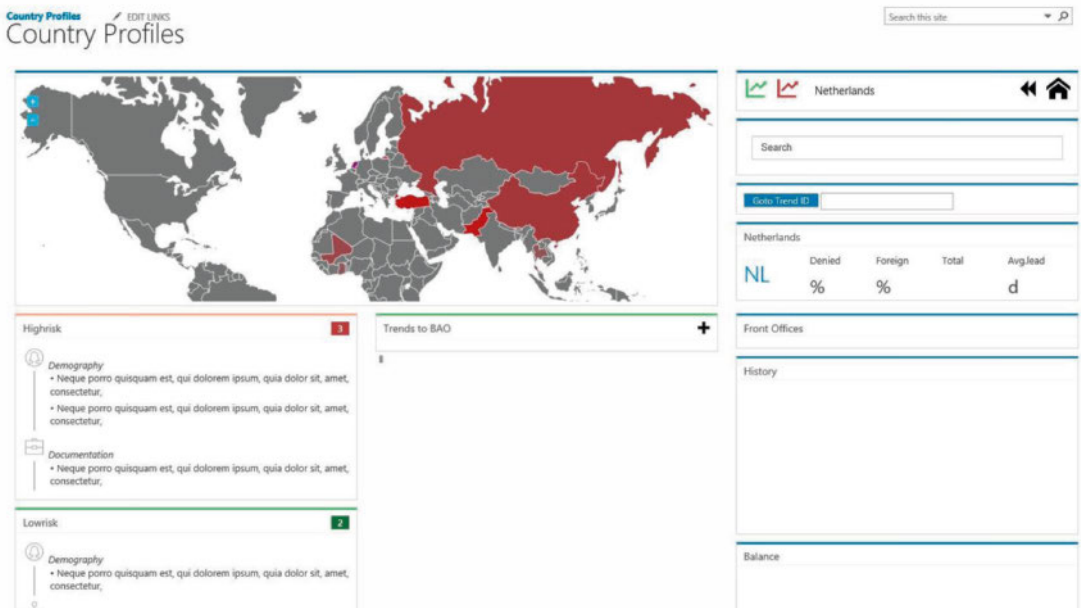 Country Profiles EDIT LINKS
Country Profiles
Search this site
+
-
Netherlands
Search
Goto Trend ID
Netherlands
NL
Denied Foreign Total Avg.lead
% % d
Highrisk 3
Demography
• Neque porro quisquam est, qui dolorem ipsum, quia dolor sit, amet,
consectetur,
• Neque porro quisquam est, qui dolorem ipsum, quia dolor sit, amet,
consectetur,
Documentation
• Neque porro quisquam est, qui dolorem ipsum, quia dolor sit, amet,
consectetur,
Lowrisk 2
Demography
• Neque porro quisquam est, qui dolorem ipsum, quia dolor sit, amet,
consectetur,
Trends to BAO +
Front Offices
History
Balance